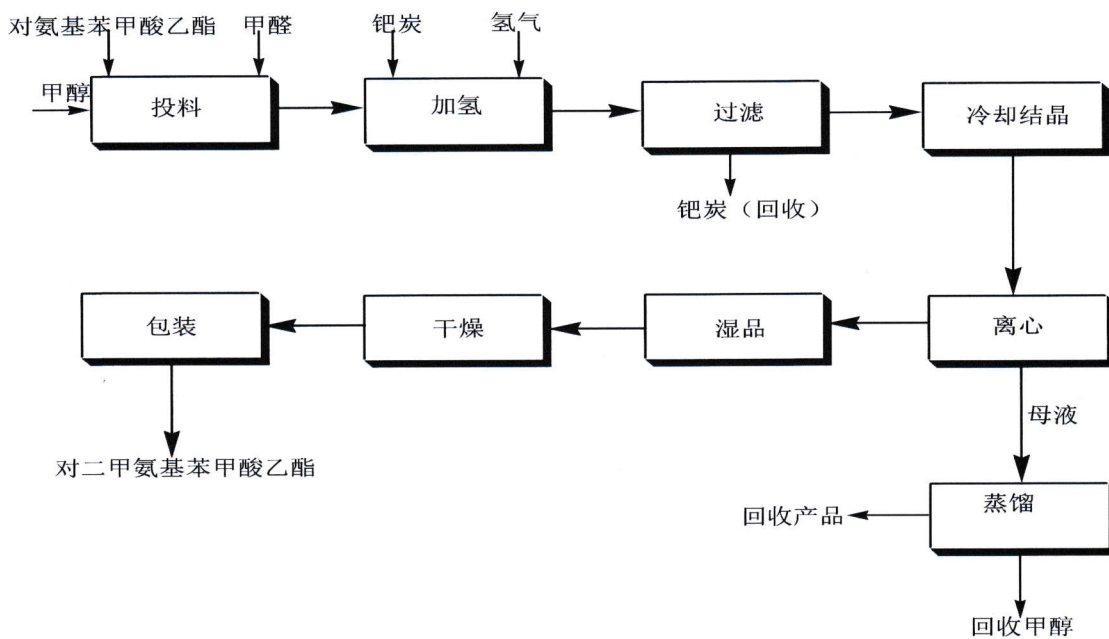 对氨基苯甲酸乙酯
甲醛
钯炭
氢气
甲醇
投料
加氢
过滤
冷却结晶
钯炭（回收）
包装
干燥
湿品
离心
母液
对二甲氨基苯甲酸乙酯
蒸馏
回收产品
回收甲醇